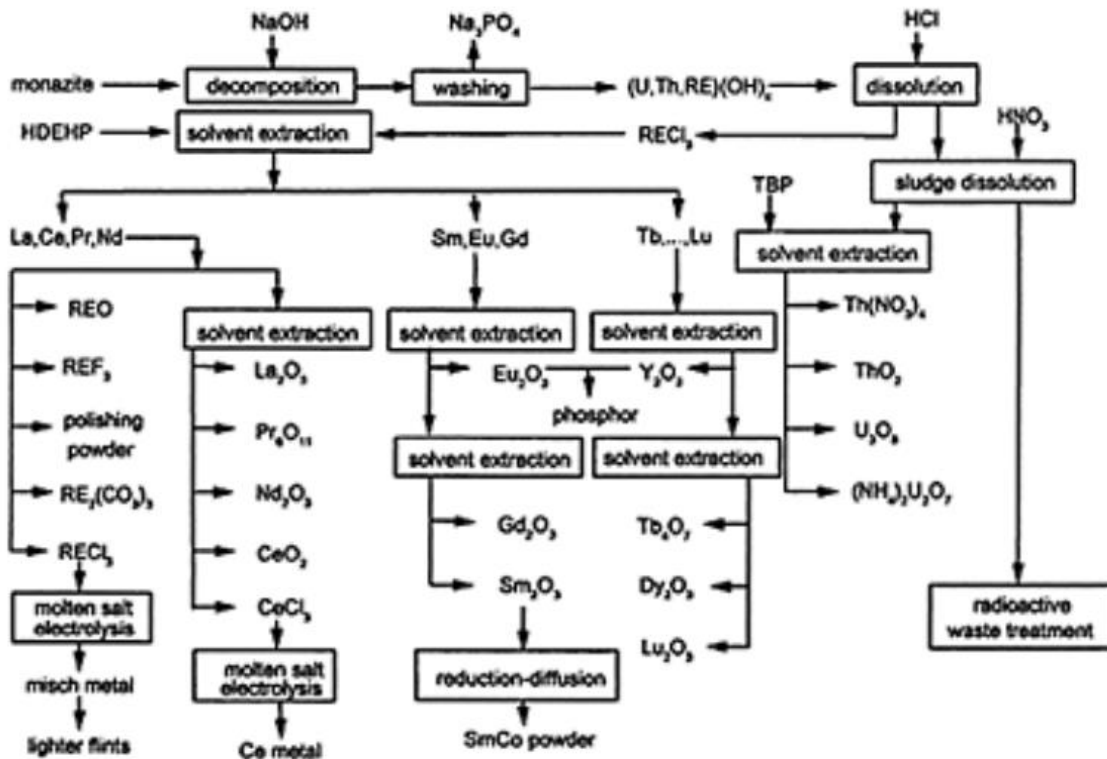 NaOH
Na₃PO₄
HCl
monazite
decomposition
washing
(U,Th,RE)(OH)₄
dissolution
HDEHP
solvent extraction
RECl₃
HNO₃
sludge dissolution
TBP
La,Ce,Pr,Nd
Sm,Eu,Gd
Tb,...,Lu
solvent extraction
REO
solvent extraction
solvent extraction
solvent extraction
Th(NO₃)₄
REF₃
La₂O₃
Eu₂O₃
Y₂O₃
ThO₂
phosphor
polishing
powder
Pr₆O₁₁
U₃O₈
solvent extraction
solvent extraction
RE₂(CO₃)₃
Nd₂O₃
(NH₄)₂U₂O₇
Gd₂O₃
Tb₄O₇
RECl₃
CeO₂
molten salt
electrolysis
CeCl₃
Sm₂O₃
Dy₂O₃
radioactive
waste treatment
Lu₂O₃
misch metal
molten salt
electrolysis
reduction-diffusion
lighter flints
Ce metal
SmCo powder